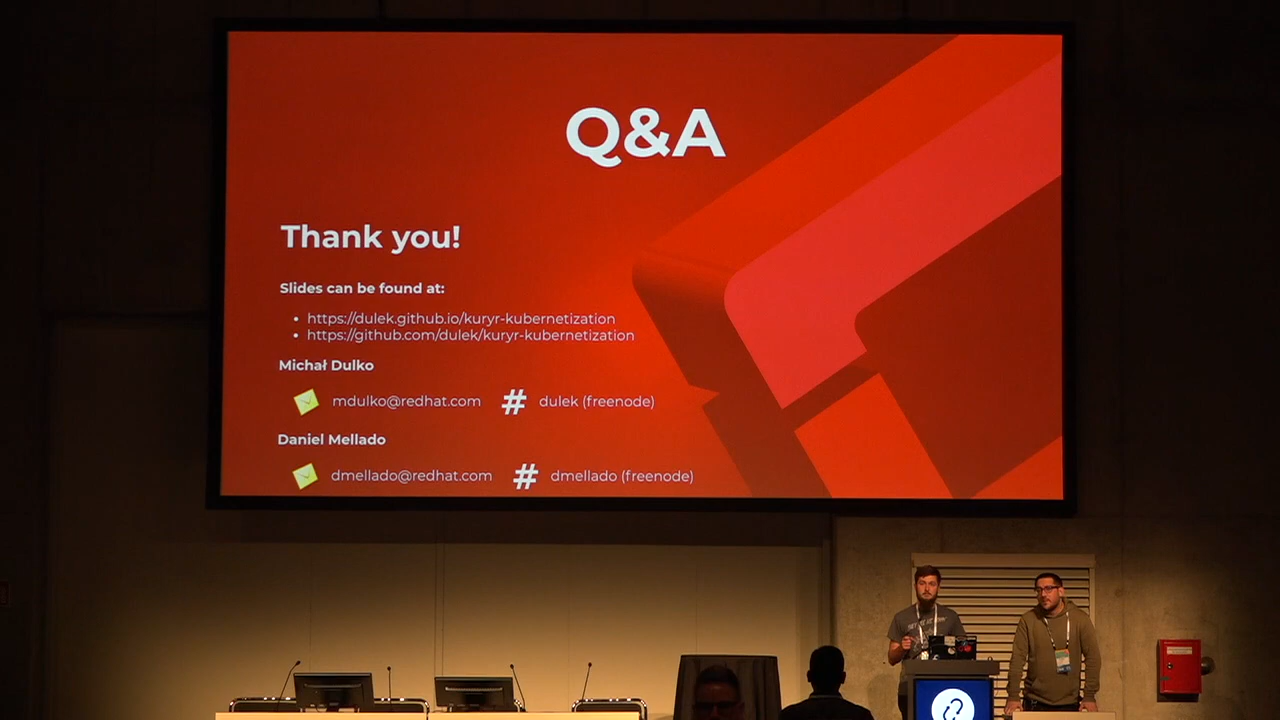 Q&A
Thank you!
Slides can be found at:
• https://dulek.github.io/kuryr-kubernetization
• https://github.com/dulek/kuryr-kubernetization
Michał Dulko
mdulko@redhat.com # dulek (freenode)
Daniel Mellado
dmellado@redhat.com # dmellado (freenode)